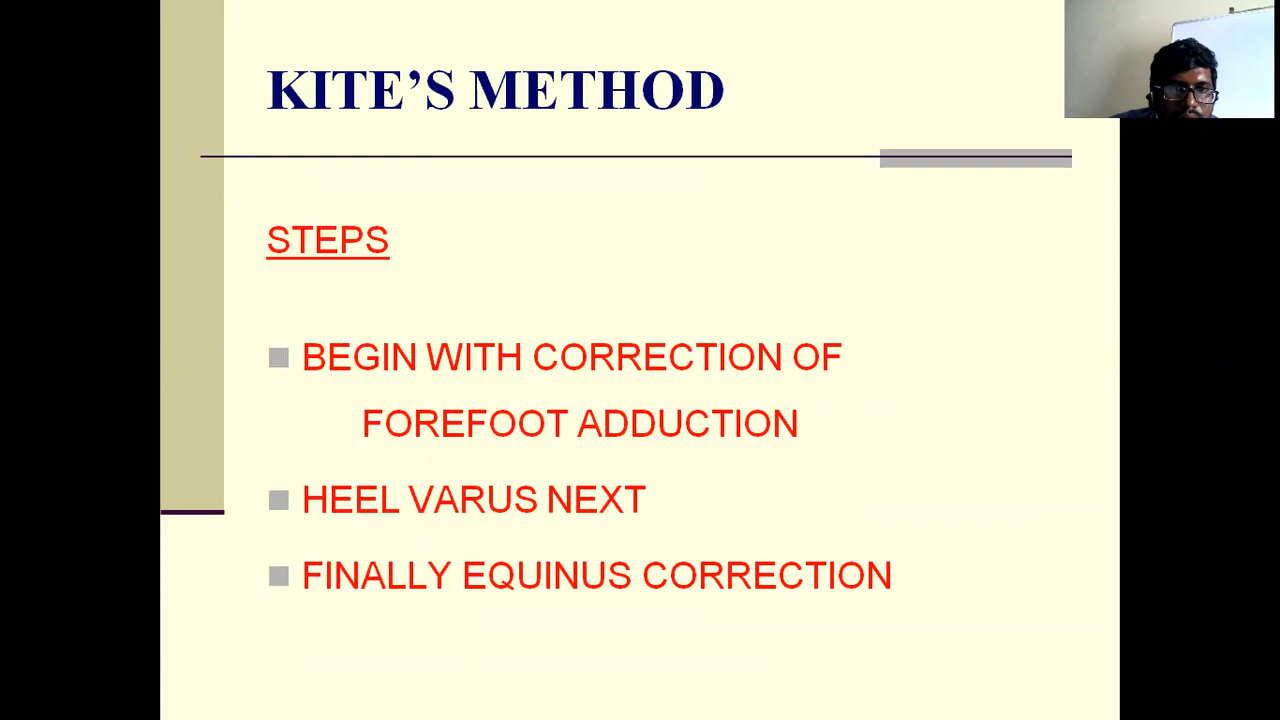 KITE’S METHOD
STEPS
BEGIN WITH CORRECTION OF
FOREFOOT ADDUCTION
HEEL VARUS NEXT
FINALLY EQUINUS CORRECTION